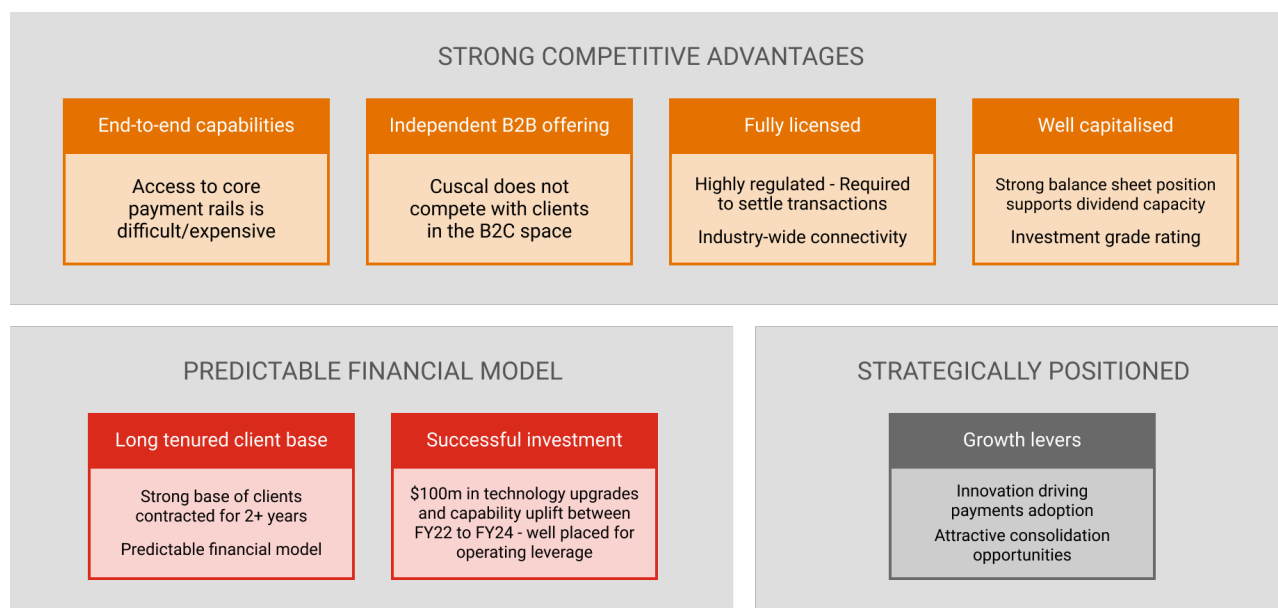 STRONG COMPETITIVE ADVANTAGES
End-to-end capabilities
Access to core
payment rails is
difficult/expensive
Independent B2B offering
Cuscal does not
compete with clients
in the B2C space
Fully licensed
Highly regulated - Required
to settle transactions
Industry-wide connectivity
Well capitalised
Strong balance sheet position
supports dividend capacity
Investment grade rating
PREDICTABLE FINANCIAL MODEL
Long tenured client base
Strong base of clients
contracted for 2+ years
Predictable financial model
Successful investment
$100m in technology upgrades
and capability uplift between
FY22 to FY24 - well placed for
operating leverage
STRATEGICALLY POSITIONED
Growth levers
Innovation driving
payments adoption
Attractive consolidation
opportunities